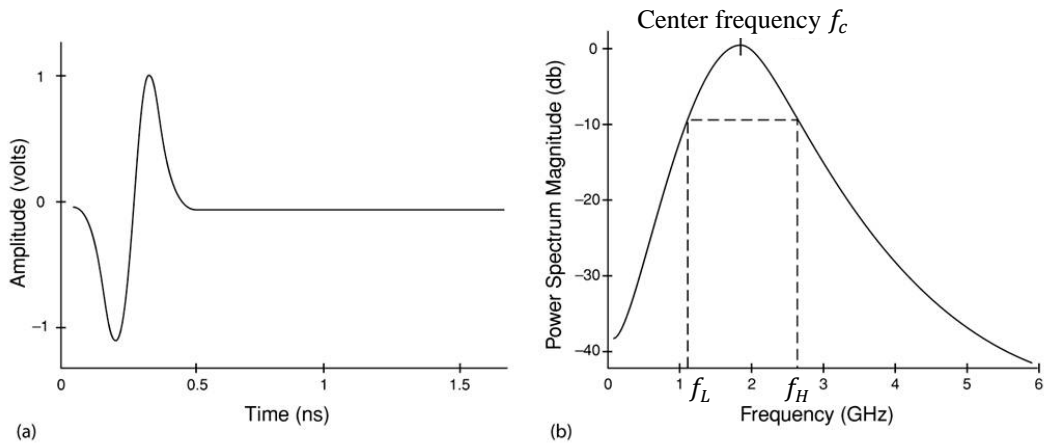 Amplitude (volts)
1
0
−1
0
0.5
1
1.5
Time (ns)
(a)
Center frequency f_c
Power Spectrum Magnitude (db)
0
−10
−20
−30
−40
0
1
2
3
4
5
6
f_L
f_H
Frequency (GHz)
(b)